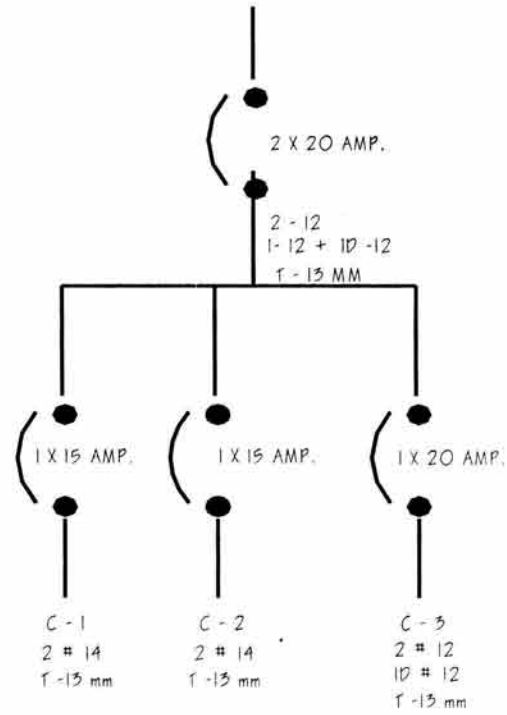 2 X 20 AMP.
2 - 12
1- 12 + 1D -12
T - 13 MM
1 X 15 AMP.
1 X 15 AMP.
1 X 20 AMP.
C - 1
2 # 14
T -13 mm
C - 2
2 # 14
T -13 mm
C - 3
2 # 12
1D # 12
T -13 mm